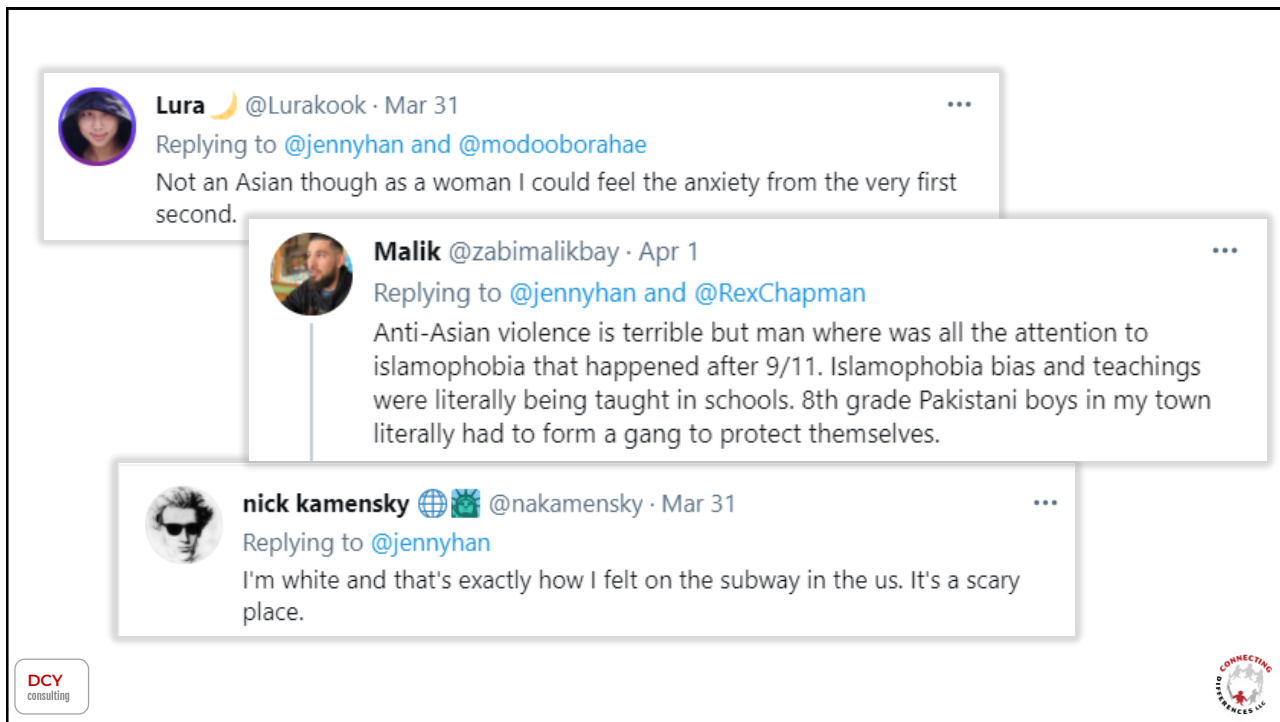 Lura 🌙 @Lurakook · Mar 31
Replying to @jennyhan and @modooborahae
Not an Asian though as a woman I could feel the anxiety from the very first
second.
Malik @zabimalikbay · Apr 1
Replying to @jennyhan and @RexChapman
Anti-Asian violence is terrible but man where was all the attention to
islamophobia that happened after 9/11. Islamophobia bias and teachings
were literally being taught in schools. 8th grade Pakistani boys in my town
literally had to form a gang to protect themselves.
nick kamensky 🌐🗽 @nakamensky · Mar 31
Replying to @jennyhan
I'm white and that's exactly how I felt on the subway in the us. It's a scary
place.
DCY
consulting
CONNECTING
DIFFERENCES LLC